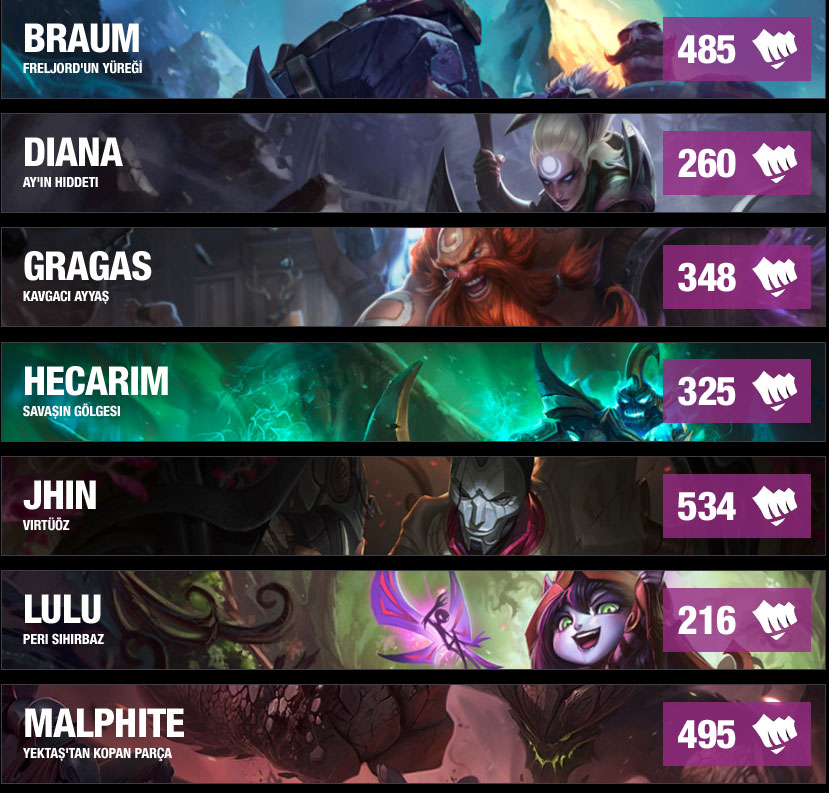 BRAUM
FRELJORD'UN YÜREĞİ
485
DIANA
AY'IN HIDDETI
260
GRAGAS
KAVGACI AYYAŞ
348
HECARIM
SAVAŞIN GÖLGESI
325
JHIN
VIRTÜÖZ
534
LULU
PERI SIHIRBAZ
216
MALPHITE
YEKTAŞ'TAN KOPAN PARÇA
495